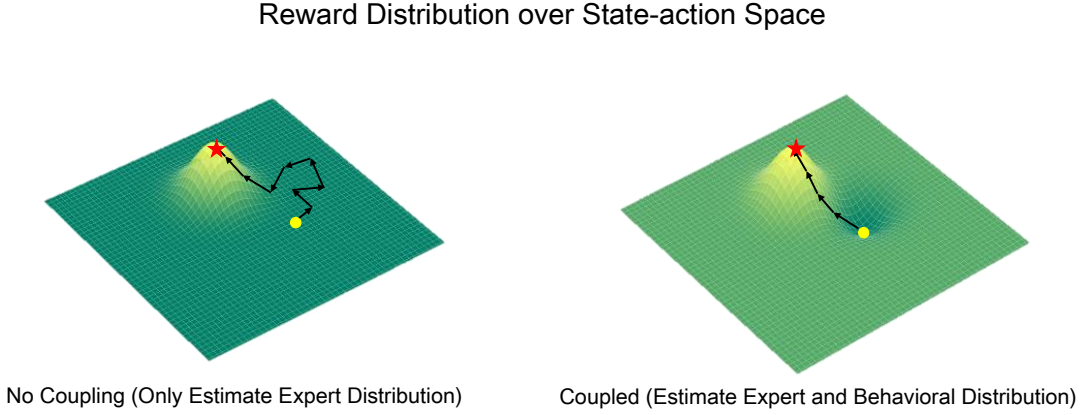 Reward Distribution over State-action Space
No Coupling (Only Estimate Expert Distribution)
Coupled (Estimate Expert and Behavioral Distribution)